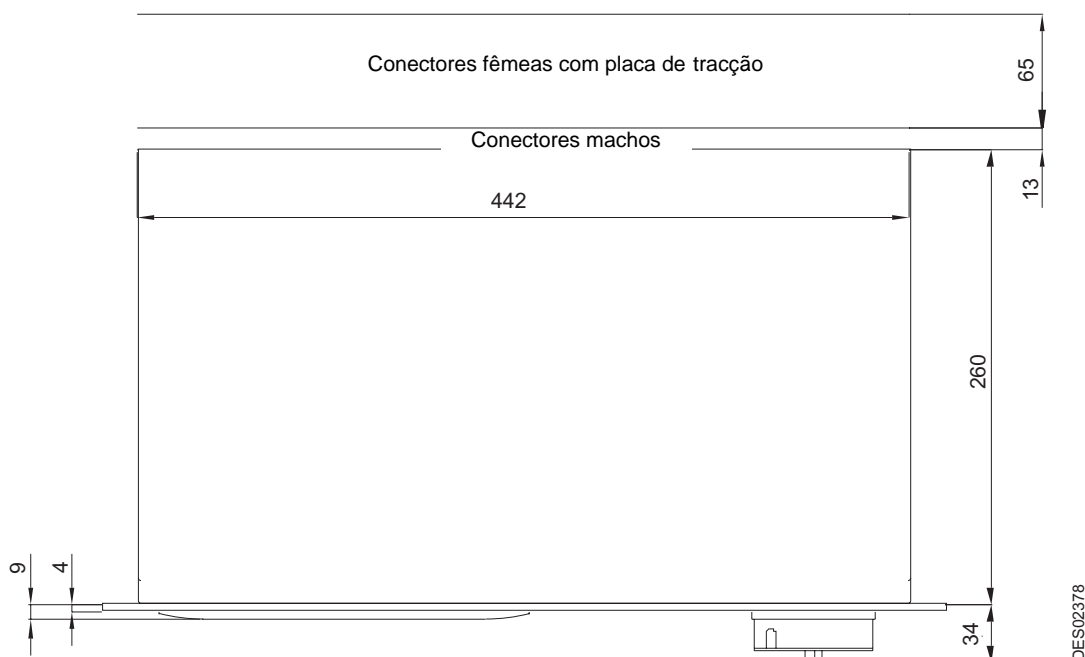 Conectores fêmeas com placa de tracção
65
Conectores machos
13
442
260
9
4
34
DES02378